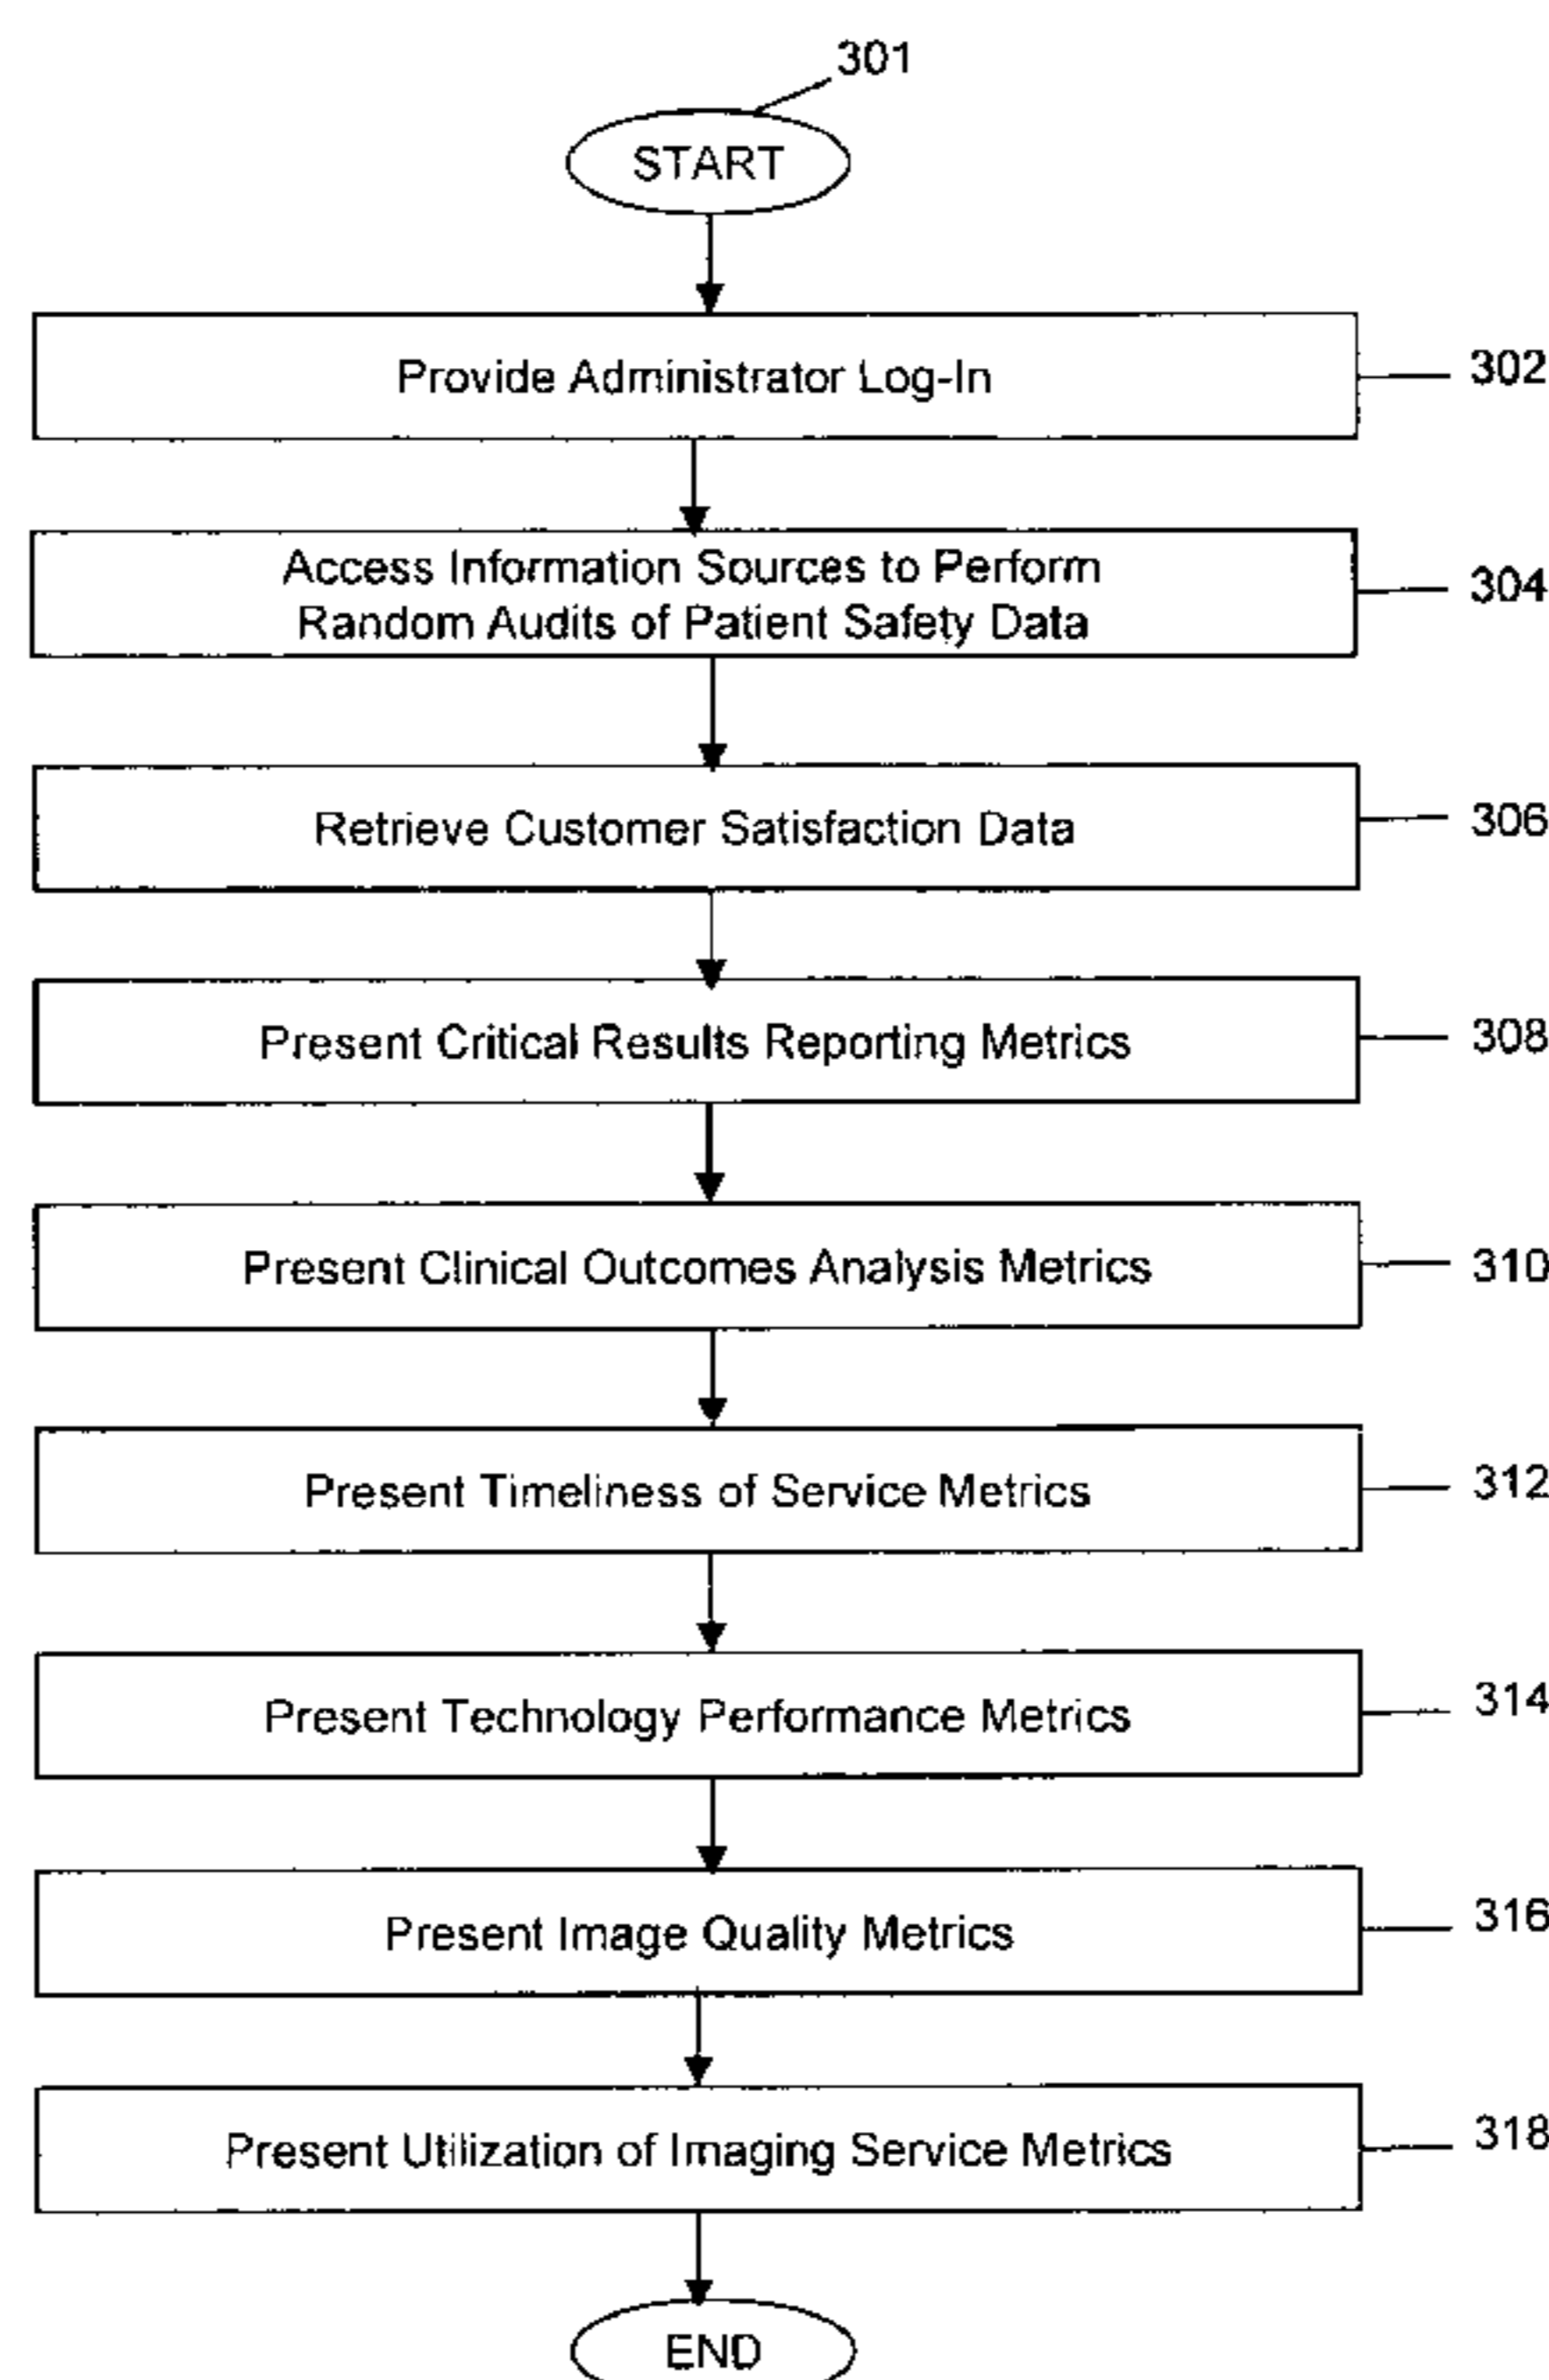 301
START
Provide Administrator Log-In
302
Access Information Sources to Perform
Random Audits of Patient Safety Data
304
Retrieve Customer Satisfaction Data
306
Present Critical Results Reporting Metrics
308
Present Clinical Outcomes Analysis Metrics
310
Present Timeliness of Service Metrics
312
Present Technology Performance Metrics
314
Present Image Quality Metrics
316
Present Utilization of Imaging Service Metrics
318
END